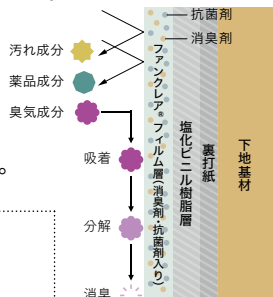 抗菌剤
消臭剤
汚れ成分
薬品成分
臭気成分
吸着
分解
消臭
ファンクレア®フィルム層(消臭剤・抗菌剤入り)
塩化ビニル樹脂層
裏打紙
下地基材
。